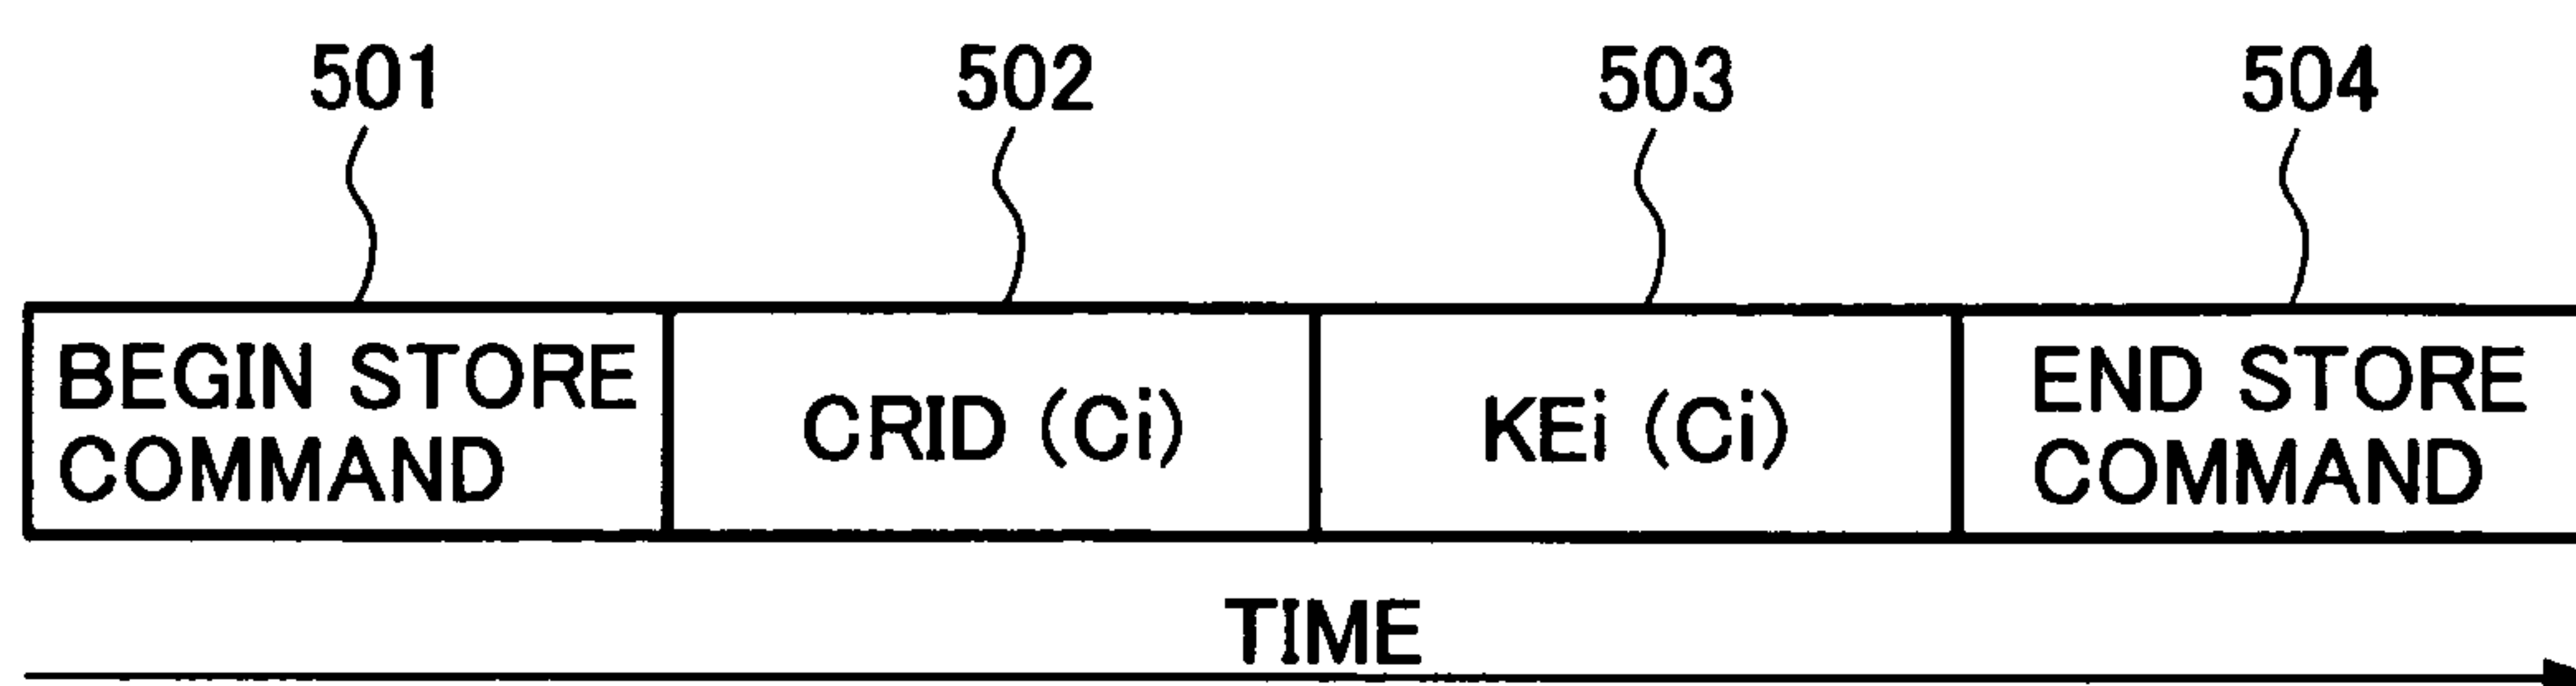 501 502 503 504
BEGIN STORE COMMAND
CRID (Ci)
KEi (Ci)
END STORE COMMAND
TIME